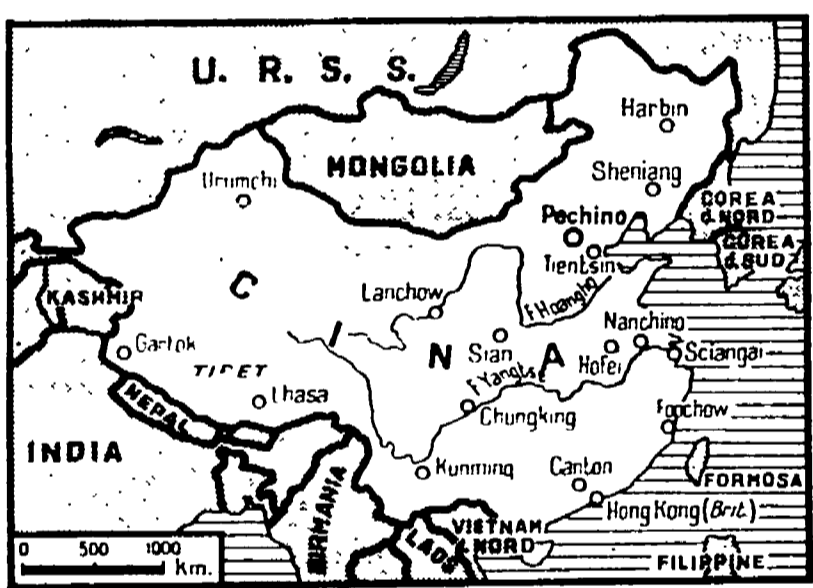 U. R. S. S.
Harbin
MONGOLIA
Urumchi
Sheniang
COREA
d. NORD
Pechino
COREA
d. SUD
Tientsin
C
KASHMIR
Lanchow
F. Hoangho
Nanchino
I
Gartok
Sian
N
A
Hofei
Sciangai
TIBET
F. Yangtse
NEPAL
Lhasa
Chungking
Foochow
INDIA
Kunming
Canton
FORMOSA
BIRMANIA
Hong Kong (Brit.)
VIETNAM
d. NORD
LAOS
0 500 1000
km.
FILIPPINE